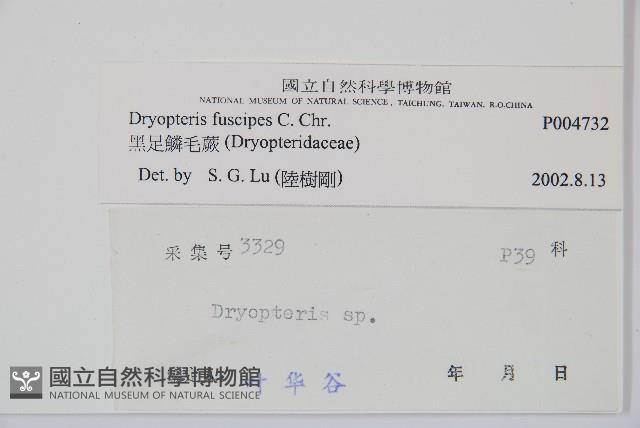 國立自然科學博物館
NATIONAL MUSEUM OF NATURAL SCIENCE, TAICHUNG, TAIWAN, R.O.CHINA
Dryopteris fuscipes C. Chr. P004732
黑足鱗毛蕨 (Dryopteridaceae)
Det. by S. G. Lu (陸樹剛) 2002.8.13
采集号 3329 P39 科
Dryopteris sp.
华谷 年 月 日
國立自然科學博物館
NATIONAL MUSEUM OF NATURAL SCIENCE